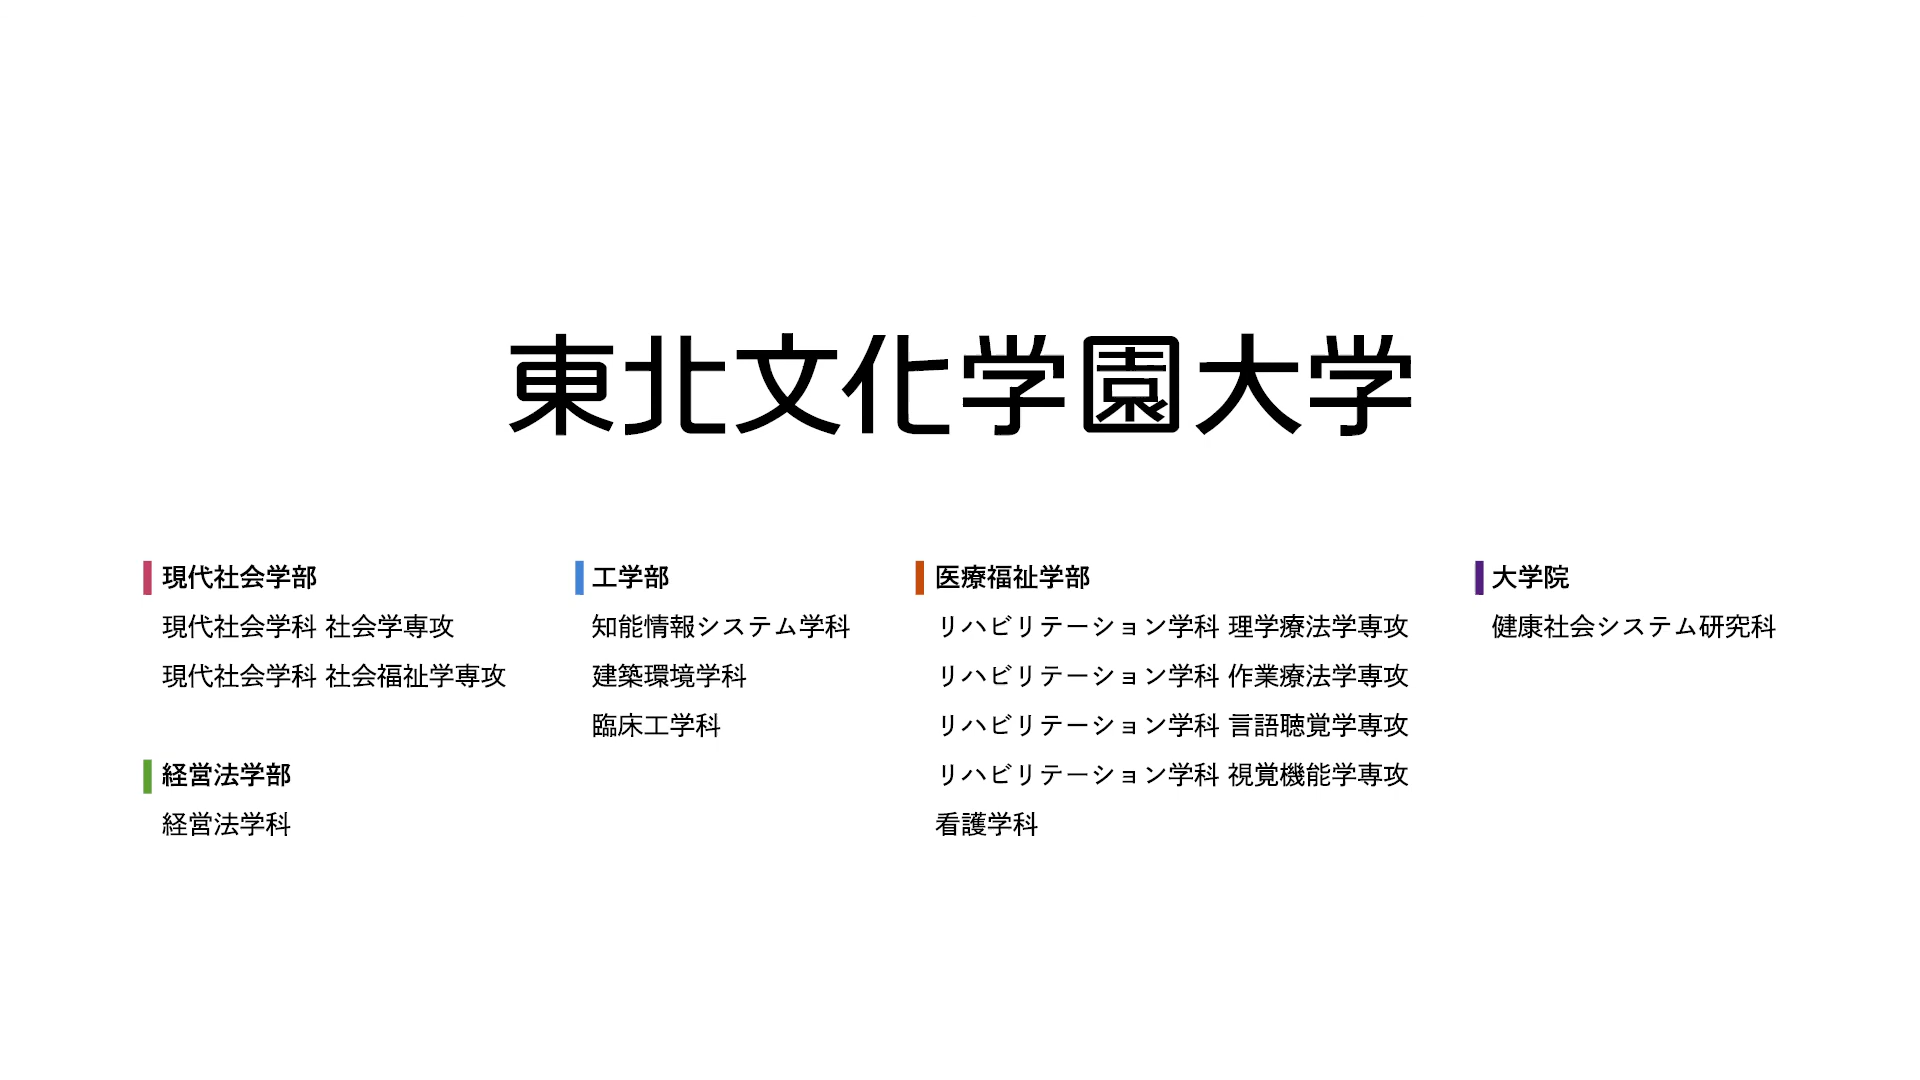 東北文化学園大学
現代社会学部
現代社会学科 社会学専攻
現代社会学科 社会福祉学専攻
経営法学部
経営法学科
工学部
知能情報システム学科
建築環境学科
臨床工学科
医療福祉学部
リハビリテーション学科 理学療法学専攻
リハビリテーション学科 作業療法学専攻
リハビリテーション学科 言語聴覚学専攻
リハビリテーション学科 視覚機能学専攻
看護学科
大学院
健康社会システム研究科